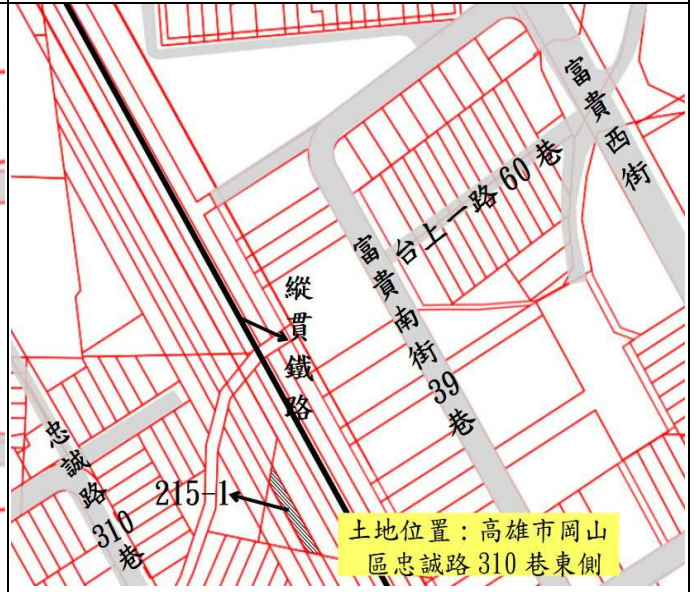 富貴西街
台上一路60巷
富貴南街39巷
縱貫鐵路
忠誠路310巷
215-1
土地位置：高雄市岡山
區忠誠路310巷東側